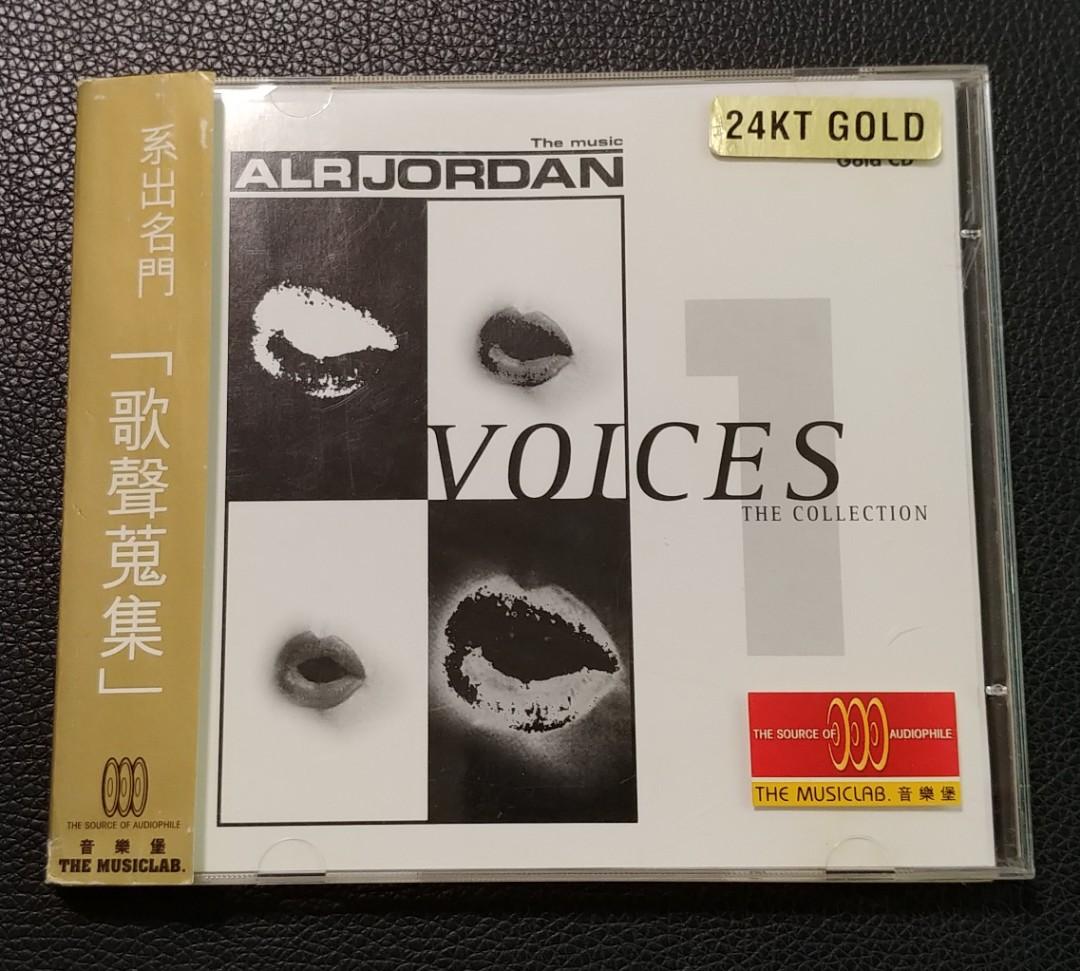 系出名門
「歌聲蒐集」
THE SOURCE OF AUDIOPHILE
音樂堡
THE MUSICLAB.
The music
ALR JORDAN
24KT GOLD
Gold CD
1
VOICES
THE COLLECTION
THE SOURCE OF AUDIOPHILE
THE MUSICLAB. 音樂堡